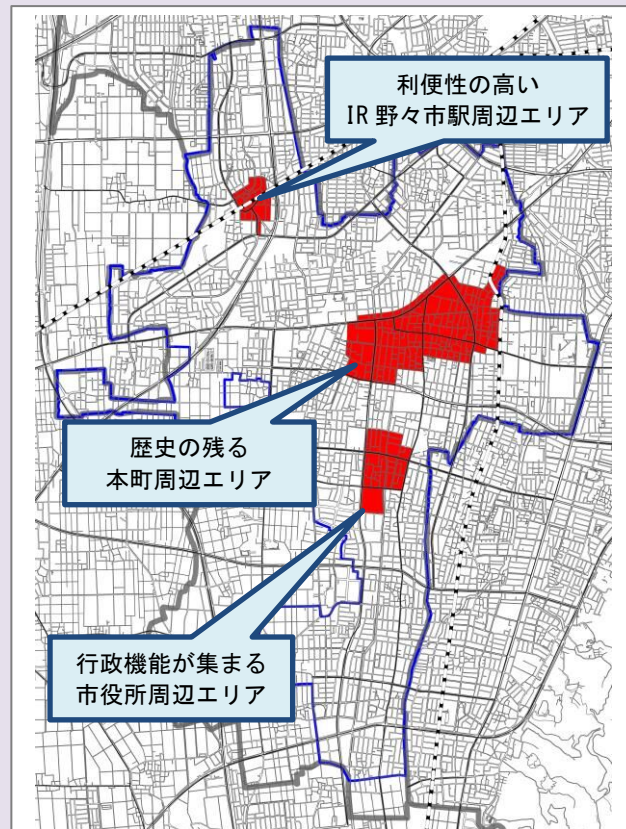 利便性の高い
IR 野々市駅周辺エリア
歴史の残る
本町周辺エリア
行政機能が集まる
市役所周辺エリア